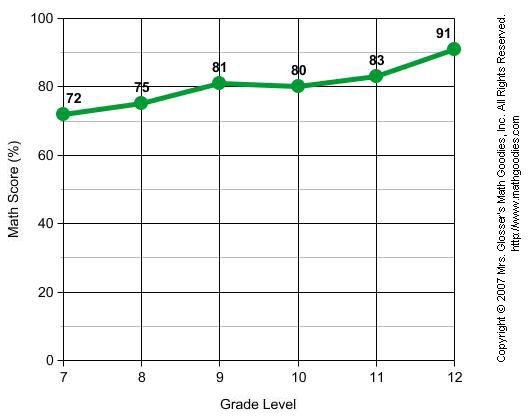 100
80
60
40
20
0
Math Score (%)
72
75
81
80
83
91
7 8 9 10 11 12
Grade Level
Copyright © 2007 Mrs. Glosser's Math Goodies, Inc. All Rights Reserved.
http://www.mathgoodies.com